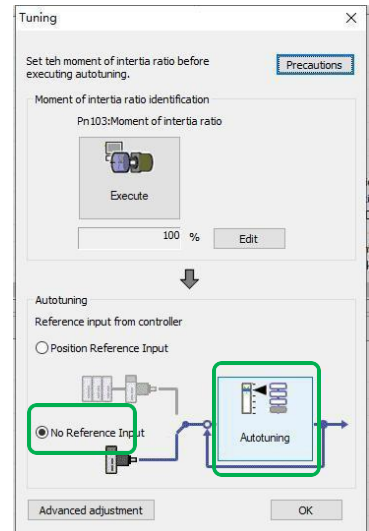 Tuning
Set teh moment of intertia ratio before
executing autotuning.
Precautions
Moment of intertia ratio identification
Pn103:Moment of intertia ratio
Execute
100 %
Edit
Autotuning
Reference input from controller
Position Reference Input
No Reference Input
Autotuning
Advanced adjustment
OK